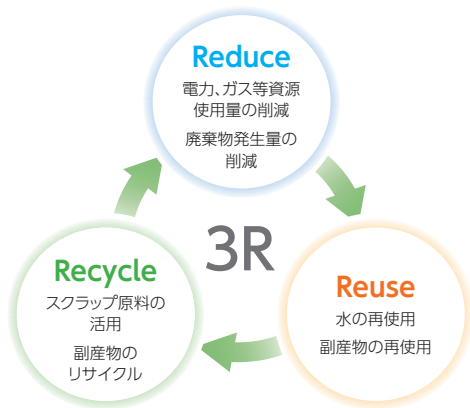 Reduce
電力、ガス等資源
使用量の削減
廃棄物発生量の
削減
3R
Recycle
スクラップ原料の
活用
副産物の
リサイクル
Reuse
水の再使用
副産物の再使用